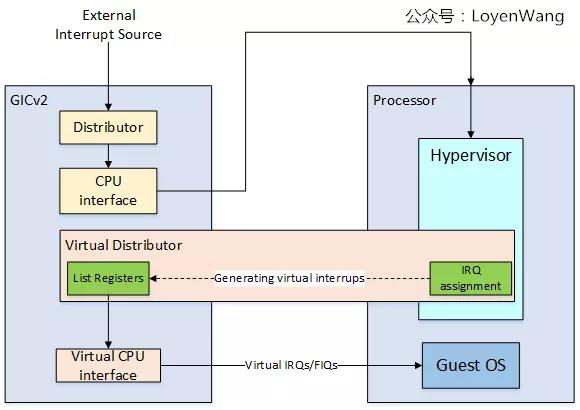 公众号：LoyenWang
External
Interrupt Source
GICv2
Processor
Distributor
Hypervisor
CPU
interface
Virtual Distributor
List Registers
Generating virtual interrups
IRQ
assignment
Virtual CPU
interface
Virtual IRQs/FIQs
Guest OS